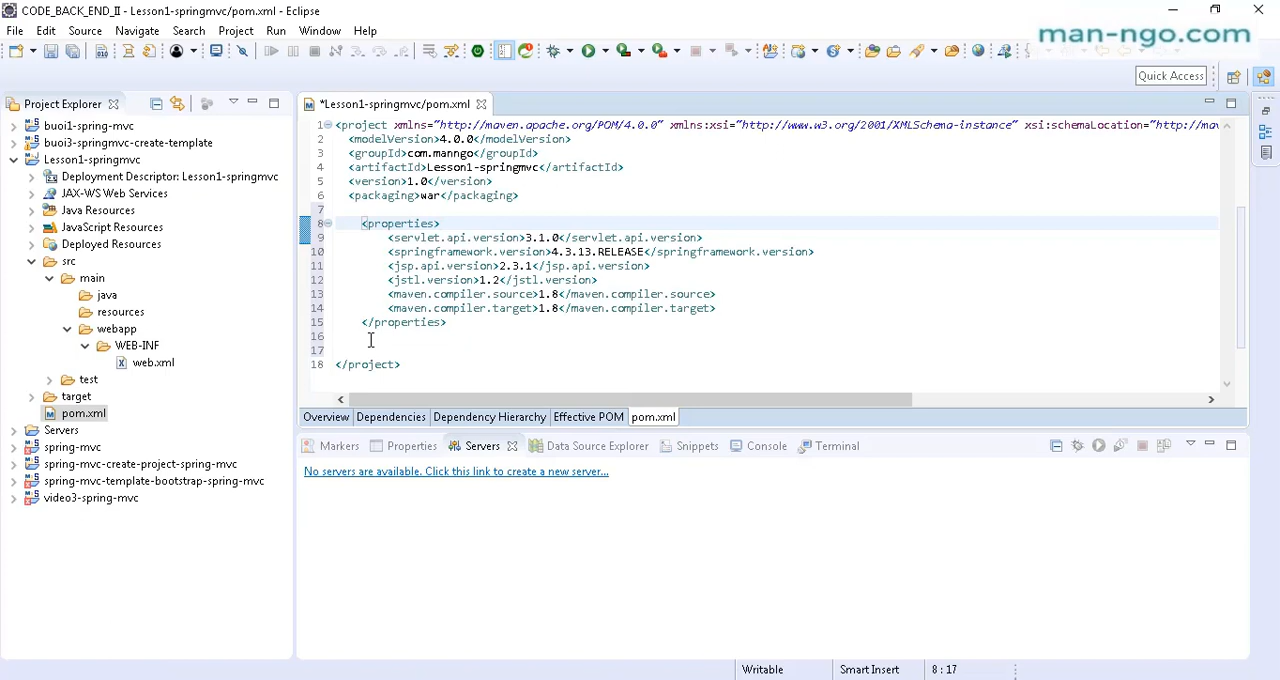 CODE_BACK_END_II - Lesson1-springmvc/pom.xml - Eclipse
File Edit Source Navigate Search Project Run Window Help
man-ngo.com
Quick Access
Project Explorer
buoi1-spring-mvc
buoi3-spring-mvc-create-template
Lesson1-springmvc
Deployment Descriptor: Lesson1-springmvc
JAX-WS Web Services
Java Resources
JavaScript Resources
Deployed Resources
src
main
java
resources
webapp
WEB-INF
web.xml
test
target
pom.xml
Servers
spring-mvc
spring-mvc-create-project-spring-mvc
spring-mvc-template-bootstrap-spring-mvc
video3-spring-mvc
*Lesson1-springmvc/pom.xml
1 <project xmlns="http://maven.apache.org/POM/4.0.0" xmlns:xsi="http://www.w3.org/2001/XMLSchema-instance" xsi:schemaLocation="http://ma
2 <modelVersion>4.0.0</modelVersion>
3 <groupId>com.manngo</groupId>
4 <artifactId>Lesson1-springmvc</artifactId>
5 <version>1.0</version>
6 <packaging>war</packaging>
7
8 <properties>
9 <servlet.api.version>3.1.0</servlet.api.version>
10 <springframework.version>4.3.13.RELEASE</springframework.version>
11 <jsp.api.version>2.3.1</jsp.api.version>
12 <jstl.version>1.2</jstl.version>
13 <maven.compiler.source>1.8</maven.compiler.source>
14 <maven.compiler.target>1.8</maven.compiler.target>
15 </properties>
16
17
18 </project>
Overview Dependencies Dependency Hierarchy Effective POM pom.xml
Markers Properties Servers Data Source Explorer Snippets Console Terminal
No servers are available. Click this link to create a new server...
Writable Smart Insert 8 : 17